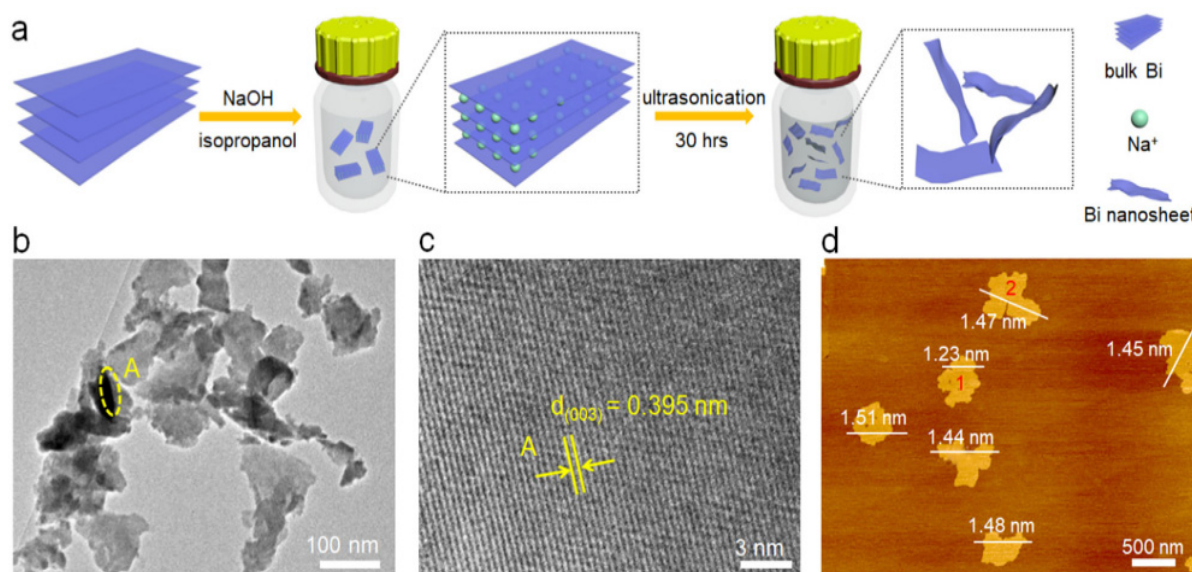 a
NaOH
isopropanol
ultrasonication
30 hrs
bulk Bi
Na⁺
Bi nanosheet
b
A
100 nm
c
d₍₀₀₃₎ = 0.395 nm
A
3 nm
d
2
1.47 nm
1.23 nm
1
1.45 nm
1.51 nm
1.44 nm
1.48 nm
500 nm